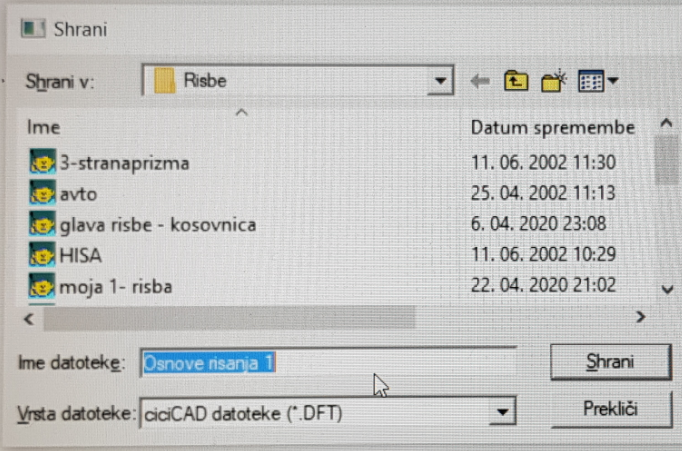 Shrani
Shrani v: Risbe
Ime Datum spremembe
3-stranaprizma 11. 06. 2002 11:30
avto 25. 04. 2002 11:13
glava risbe - kosovnica 6. 04. 2020 23:08
HISA 11. 06. 2002 10:29
moja 1- risba 22. 04. 2020 21:02
Ime datoteke: Osnove risanja 1 Shrani
Vrsta datoteke: ciciCAD datoteke (*.DFT) Prekliči